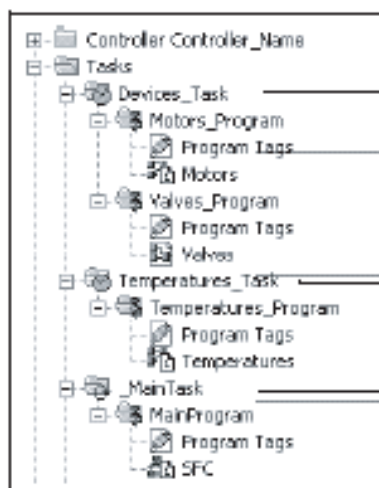 Controller Controller_Name
Tasks
Devices_Task
Motors_Program
Program Tags
Motors
Valves_Program
Program Tags
Valves
Temperatures_Task
Temperatures_Program
Program Tags
Temperatures
_MainTask
MainProgram
Program Tags
SFC